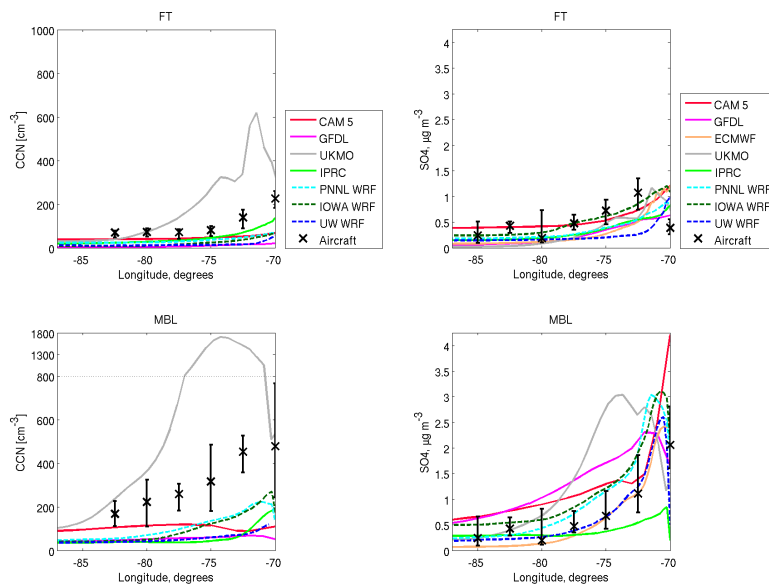 FT
1000
800
600
400
200
0
CCN [cm-3]
-85
-80
-75
-70
Longitude, degrees
CAM 5
GFDL
UKMO
IPRC
PNNL WRF
IOWA WRF
UW WRF
Aircraft
FT
4
3.5
3
2.5
2
1.5
1
0.5
0
SO4, µg m-3
-85
-80
-75
-70
Longitude, degrees
CAM 5
GFDL
ECMWF
UKMO
IPRC
PNNL WRF
IOWA WRF
UW WRF
Aircraft
MBL
1800
1300
800
600
400
200
0
CCN [cm-3]
-85
-80
-75
-70
Longitude, degrees
MBL
4
3.5
3
2.5
2
1.5
1
0.5
0
SO4, µg m-3
-85
-80
-75
-70
Longitude, degrees